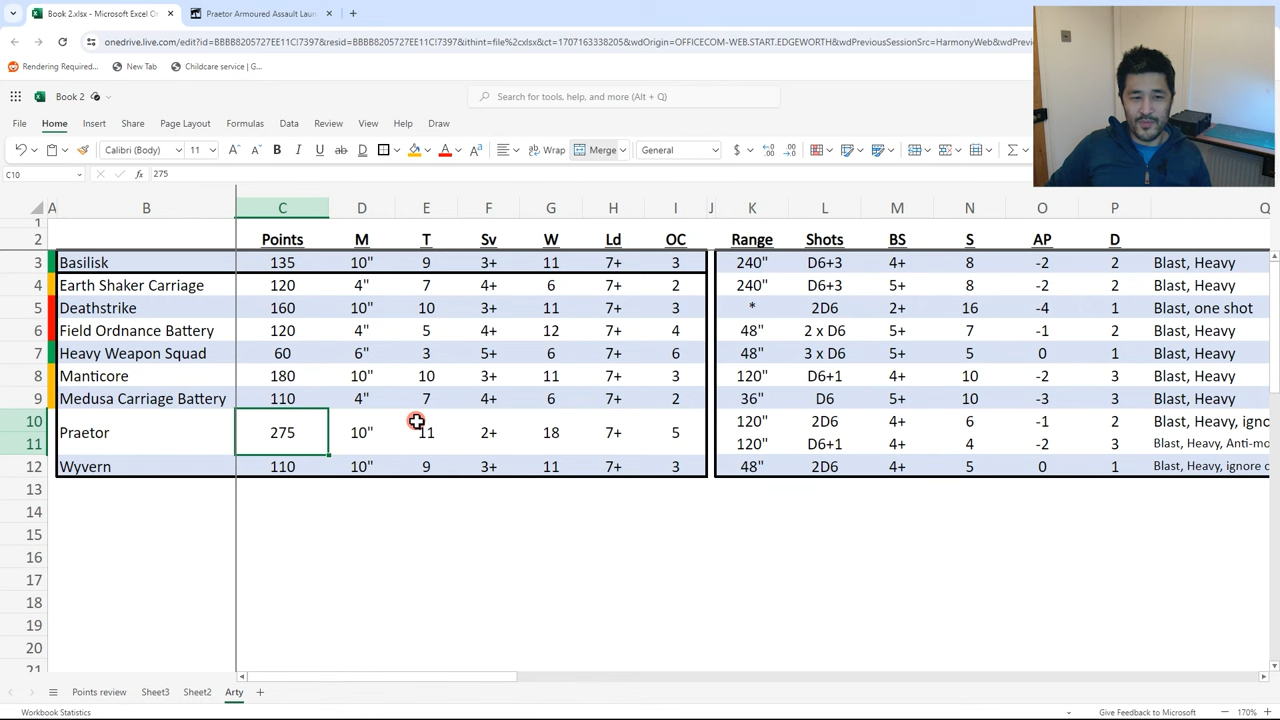 Book 2.xlsx - Microsoft Excel On
Praetor Armoured Assault Laun
onedrive.live.com/edit?id=BBBB8205727EE11C!7397&resid=BBBB8205727EE11C!7397&ithint=file%2cxlsx&ct=1707163338205&wdOrigin=OFFICECOM-WEB.START.EDGEWORTH&wdPreviousSessionSrc=HarmonyWeb&wdPrevi
Rendering Required... New Tab Childcare service | G...
Book 2 Search for tools, help, and more (Alt + Q)
File Home Insert Share Page Layout Formulas Data Review View Help Draw
Calibri (Body) 11 A A B I U ab A A Wrap Merge General $ .00 .0
C10 fx 275
A B C D E F G H I J K L M N O P Q
1
2 Points M T Sv W Ld OC Range Shots BS S AP D
3 Basilisk 135 10" 9 3+ 11 7+ 3 240" D6+3 4+ 8 -2 2 Blast, Heavy
4 Earth Shaker Carriage 120 4" 7 4+ 6 7+ 2 240" D6+3 5+ 8 -2 2 Blast, Heavy
5 Deathstrike 160 10" 10 3+ 11 7+ 3 * 2D6 2+ 16 -4 1 Blast, one shot
6 Field Ordnance Battery 120 4" 5 4+ 12 7+ 4 48" 2 x D6 5+ 7 -1 2 Blast, Heavy
7 Heavy Weapon Squad 60 6" 3 5+ 6 7+ 6 48" 3 x D6 5+ 5 0 1 Blast, Heavy
8 Manticore 180 10" 10 3+ 11 7+ 3 120" D6+1 4+ 10 -2 3 Blast, Heavy
9 Medusa Carriage Battery 110 4" 7 4+ 6 7+ 2 36" D6 5+ 10 -3 3 Blast, Heavy
10 120" 2D6 4+ 6 -1 2 Blast, Heavy, igno
Praetor 275 10" 11 2+ 18 7+ 5
11 120" D6+1 4+ 4 -2 3 Blast, Heavy, Anti-mo
12 Wyvern 110 10" 9 3+ 11 7+ 3 48" 2D6 4+ 5 0 1 Blast, Heavy, ignore c
13
14
15
16
17
18
19
20
21
Points review Sheet3 Sheet2 Arty
Workbook Statistics Give Feedback to Microsoft 170%